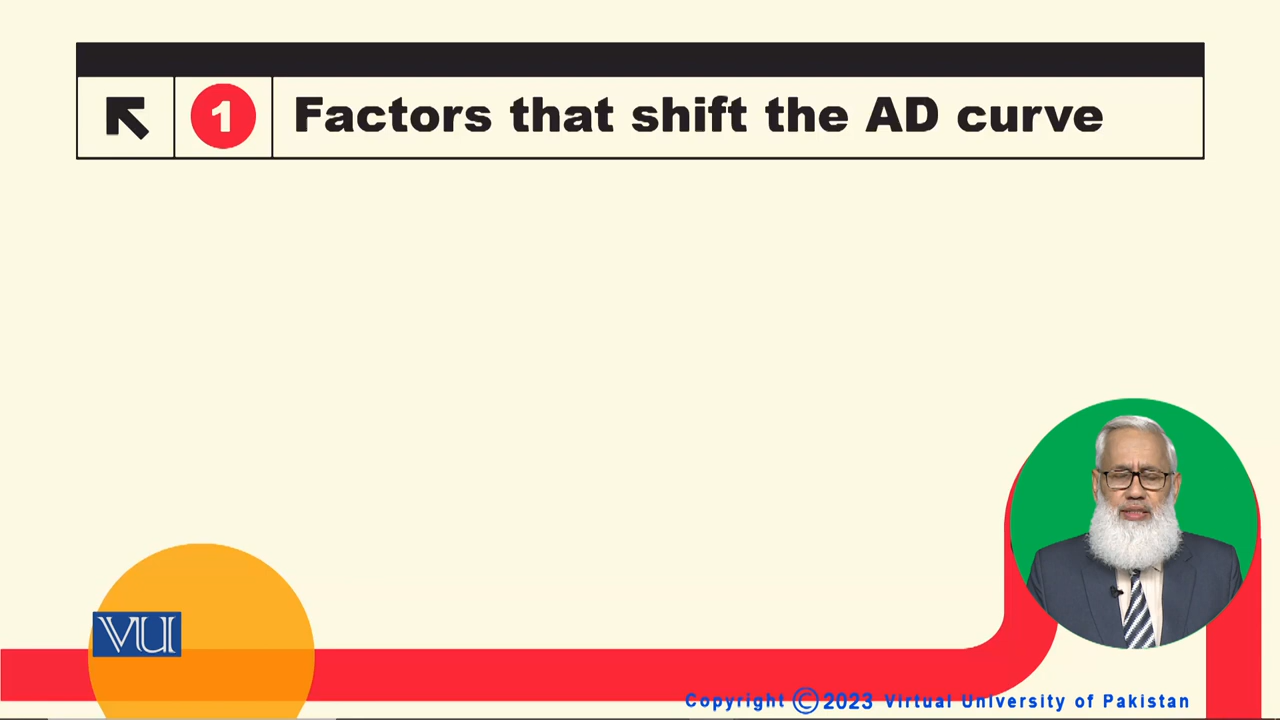 1 Factors that shift the AD curve
VU
Copyright © 2023 Virtual University of Pakistan